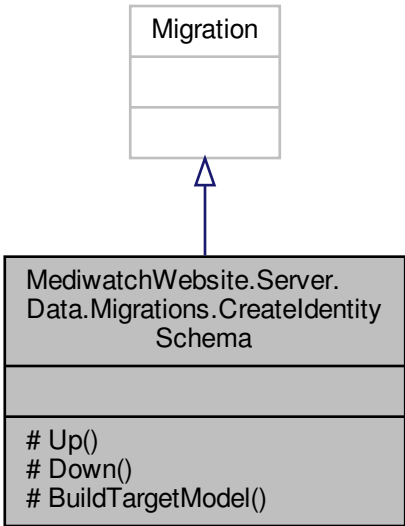 Migration
MediwatchWebsite.Server.
Data.Migrations.CreateIdentity
Schema
# Up()
# Down()
# BuildTargetModel()